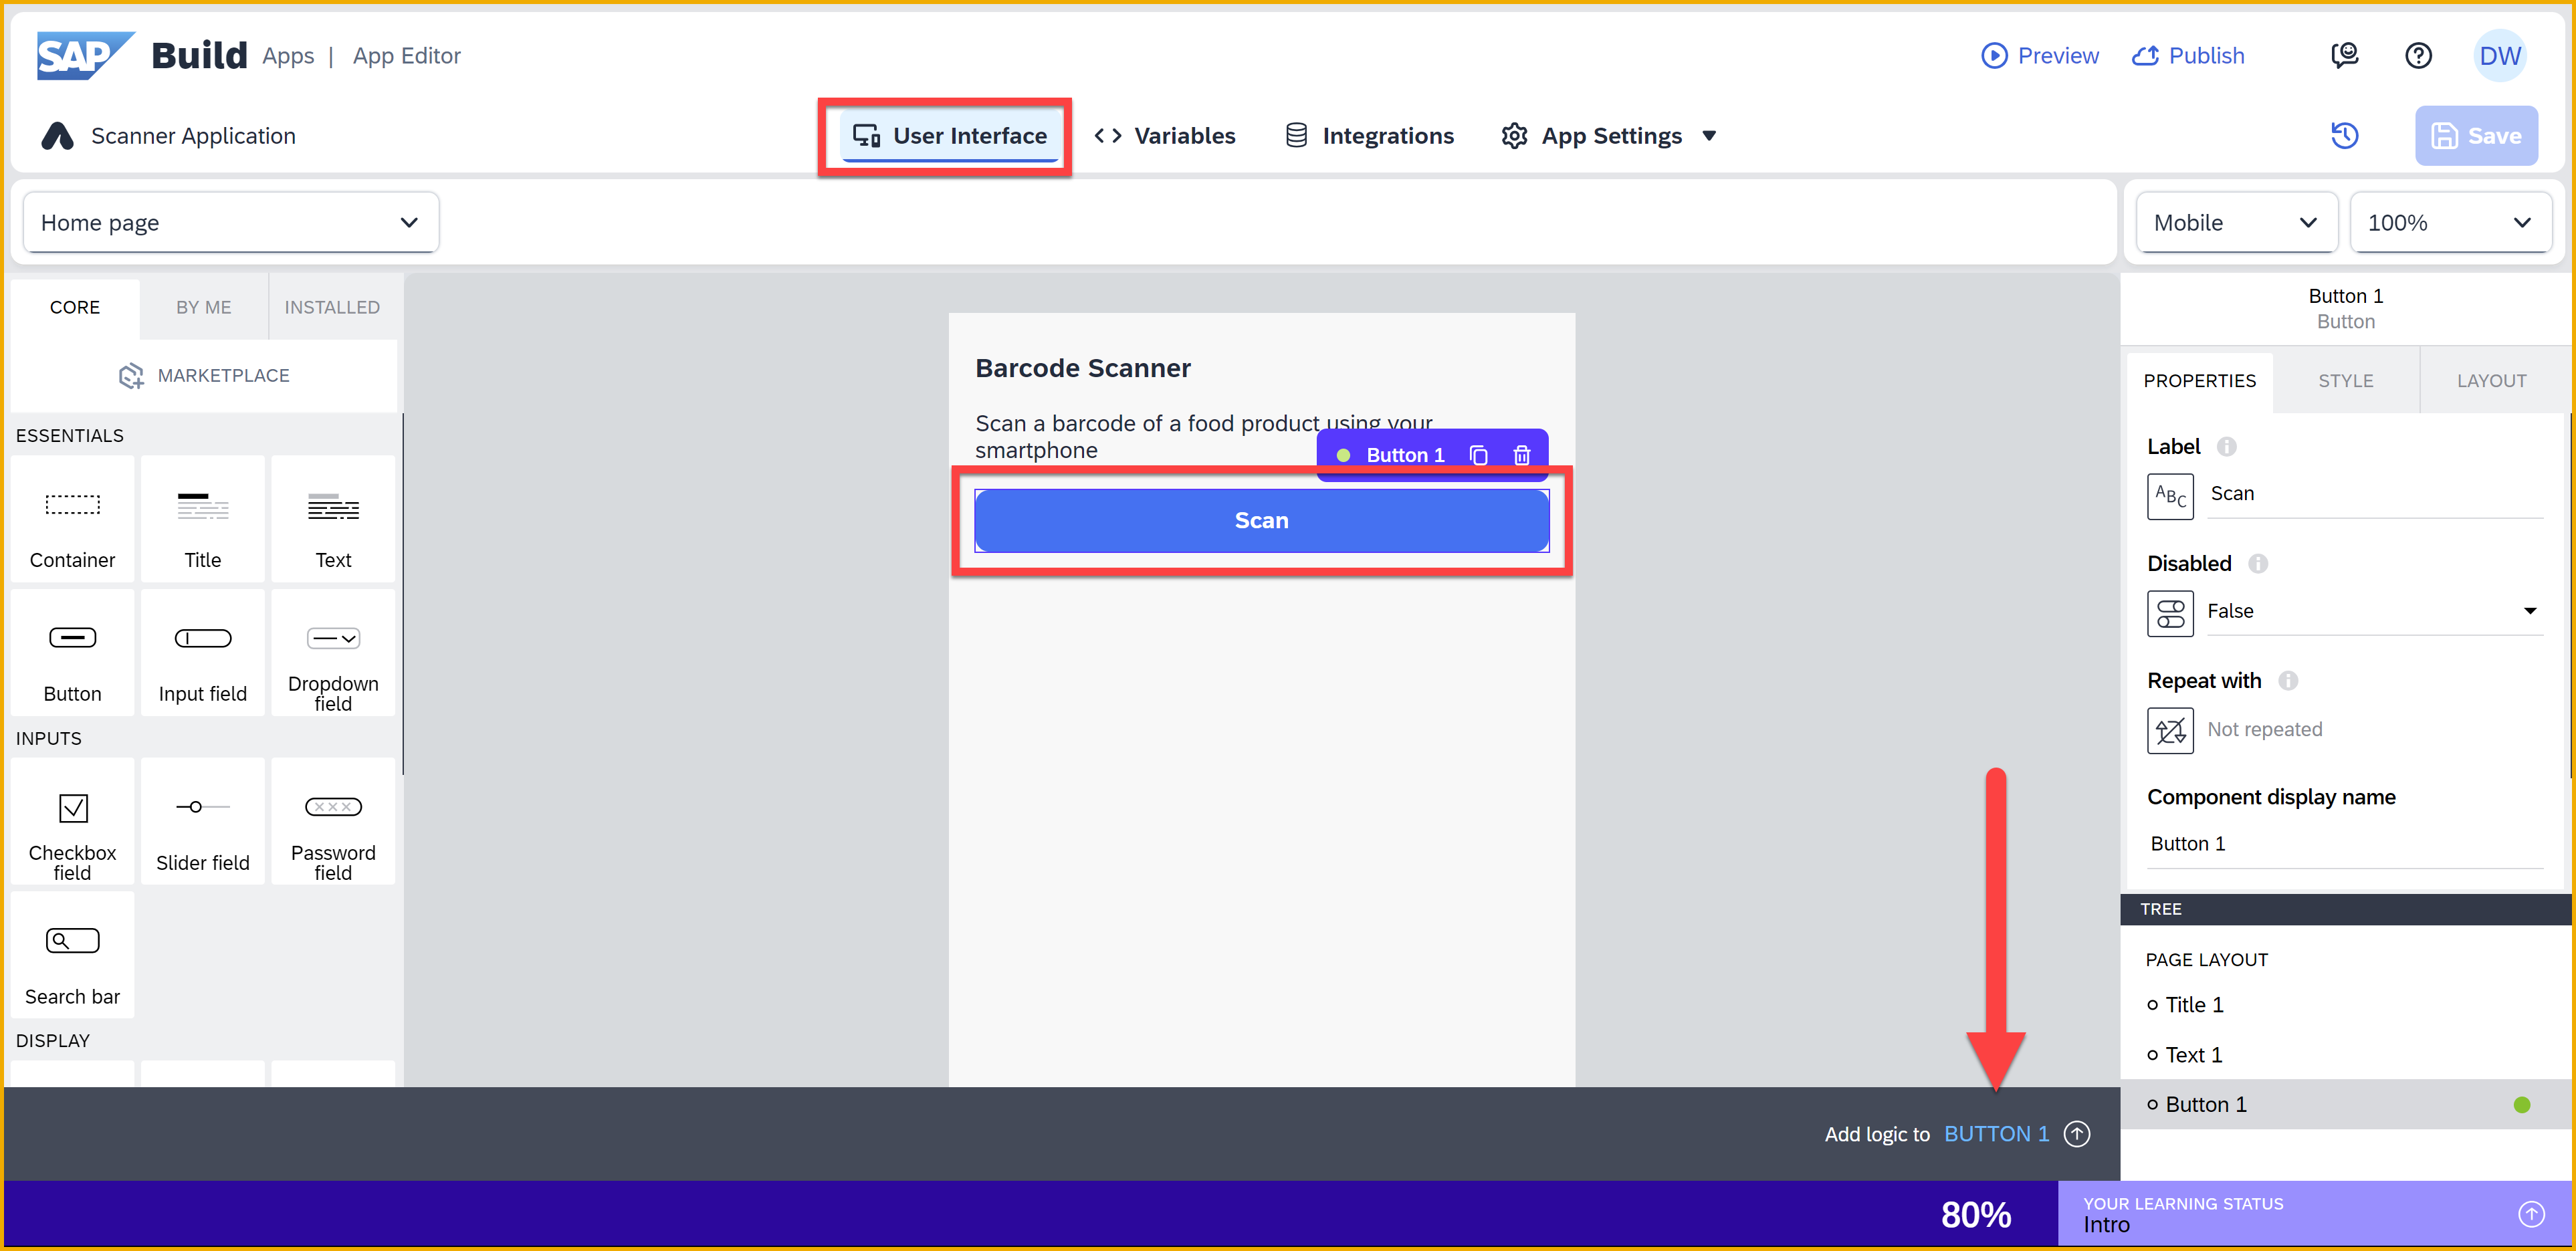 SAP Build Apps | App Editor
Preview
Publish
DW
Scanner Application
User Interface
Variables
Integrations
App Settings
Save
Home page
Mobile
100%
CORE
BY ME
INSTALLED
MARKETPLACE
ESSENTIALS
Container
Title
Text
Button
Input field
Dropdown
field
INPUTS
Checkbox
field
Slider field
Password
field
Search bar
DISPLAY
Barcode Scanner
Scan a barcode of a food product using your
smartphone
Button 1
Scan
Add logic to BUTTON 1
Button 1
Button
PROPERTIES
STYLE
LAYOUT
Label
ABC
Scan
Disabled
False
Repeat with
Not repeated
Component display name
Button 1
TREE
PAGE LAYOUT
Title 1
Text 1
Button 1
80%
YOUR LEARNING STATUS
Intro